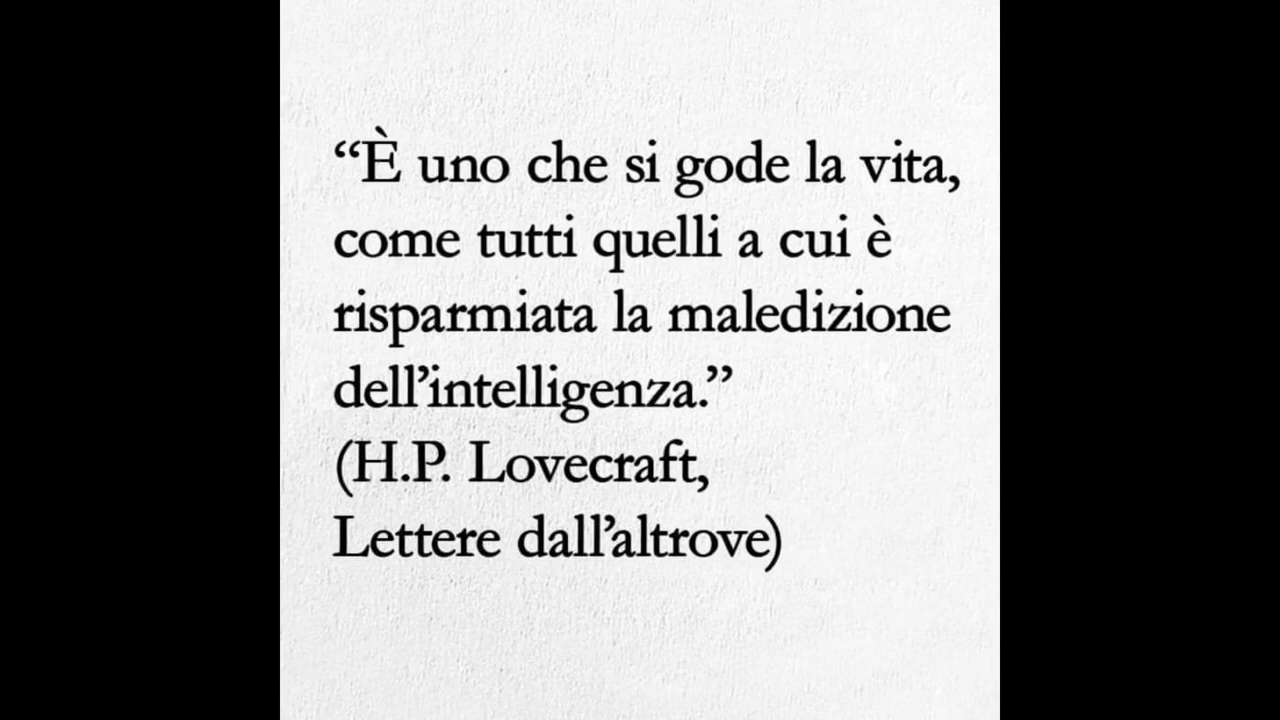 “È uno che si gode la vita,
come tutti quelli a cui è
risparmiata la maledizione
dell’intelligenza.”
(H.P. Lovecraft,
Lettere dall’altrove)